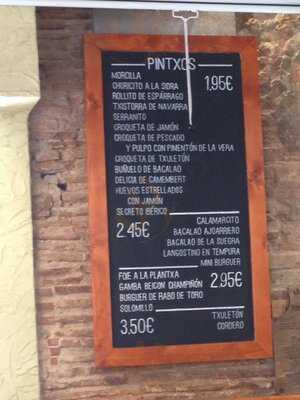 PINTXOS
MORCILLA
CHURICITO A LA SIDRA
1,95€
ROLLITO DE ESPÁRRAGO
TXISTORRA DE NAVARRA
SERRANITO
CROQUETA DE JAMÓN
CROQUETA DE PESCADO
Y PULPO CON PIMENTÓN DE LA VERA
CROQUETA DE TXULETÓN
BUÑUELO DE BACALAO
DELICIA DE CAMEMBERT
HUEVOS ESTRELLADOS
CON JAMÓN
SECRETO IBÉRICO
CALAMARCITO
2.45€
BACALAO AJOARRIERO
BACALAO DE LA SUEGRA
LANGOSTINO EN TEMPURA
MINI BURGUER
FOIE A LA PLANTXA
GAMBA BEICON CHAMPIÑÓN
2,95€
BURGUER DE RABO DE TORO
SOLOMILLO
TXULETÓN
3,50€
CORDERO